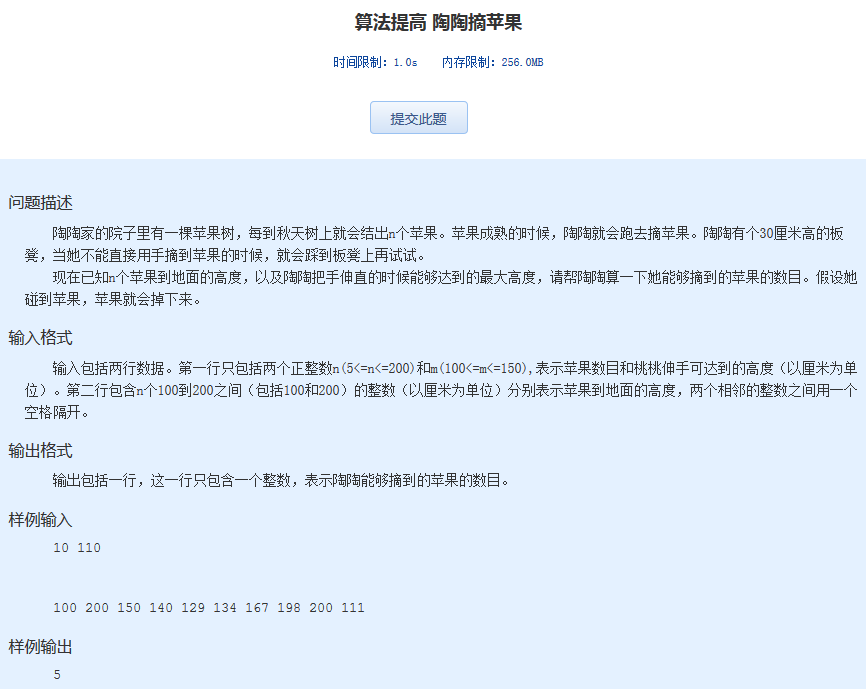 算法提高 陶陶摘苹果
时间限制：1.0s 内存限制：256.0MB
提交此题
问题描述
陶陶家的院子里有一棵苹果树，每到秋天树上就会结出n个苹果。苹果成熟的时候，陶陶就会跑去摘苹果。陶陶有个30厘米高的板
凳，当她不能直接用手摘到苹果的时候，就会踩到板凳上再试试。
现在已知n个苹果到地面的高度，以及陶陶把手伸直的时候能够达到的最大高度，请帮陶陶算一下她能够摘到的苹果的数目。假设她
碰到苹果，苹果就会掉下来。
输入格式
输入包括两行数据。第一行只包括两个正整数n(5<=n<=200)和m(100<=m<=150),表示苹果数目和桃桃伸手可达到的高度（以厘米为单
位）。第二行包含n个100到200之间（包括100和200）的整数（以厘米为单位）分别表示苹果到地面的高度，两个相邻的整数之间用一个
空格隔开。
输出格式
输出包括一行，这一行只包含一个整数，表示陶陶能够摘到的苹果的数目。
样例输入
10 110
100 200 150 140 129 134 167 198 200 111
样例输出
5